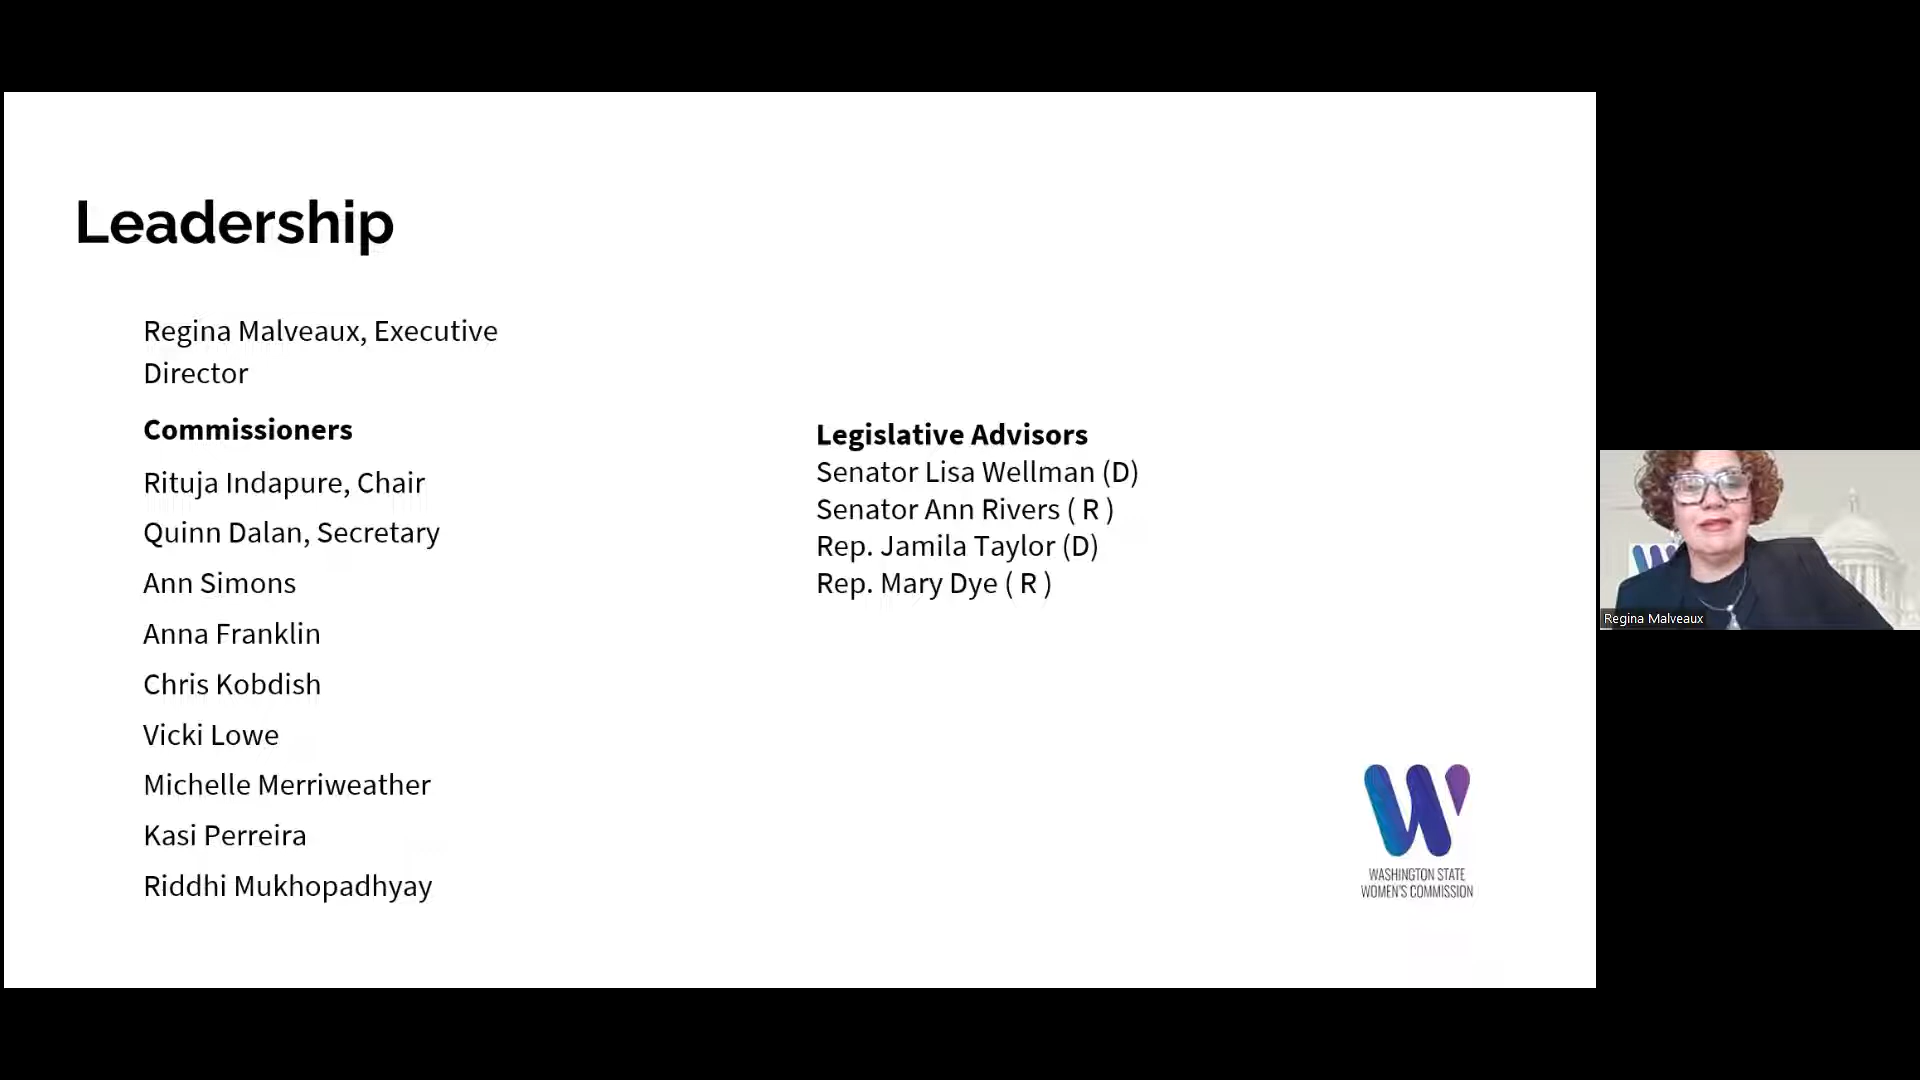 Leadership
Regina Malveaux, Executive
Director
Commissioners
Rituja Indapure, Chair
Quinn Dalan, Secretary
Ann Simons
Anna Franklin
Chris Kobdish
Vicki Lowe
Michelle Merriweather
Kasi Perreira
Riddhi Mukhopadhyay
Legislative Advisors
Senator Lisa Wellman (D)
Senator Ann Rivers ( R )
Rep. Jamila Taylor (D)
Rep. Mary Dye ( R )
W
WASHINGTON STATE
WOMEN'S COMMISSION
Regina Malveaux